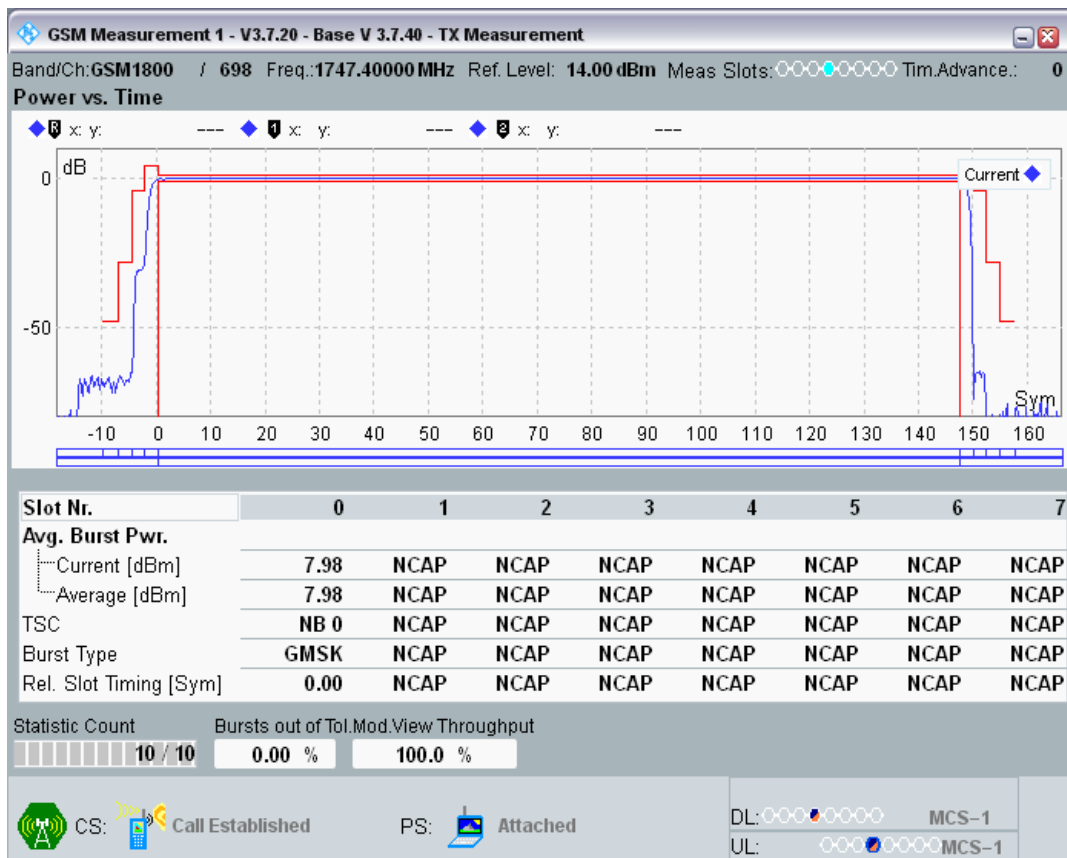 GSM Measurement 1 - V3.7.20 - Base V 3.7.40 - TX Measurement
Band/Ch:GSM1800 / 698 Freq.:1747.40000 MHz Ref. Level: 14.00 dBm Meas Slots: Tim.Advance.: 0
Power vs. Time
R x: y: --- 1 x: y: --- 2 x: y: ---
dB
Current
0
-50
Sym
-10 0 10 20 30 40 50 60 70 80 90 100 110 120 130 140 150 160
Slot Nr. 0 1 2 3 4 5 6 7
Avg. Burst Pwr.
Current [dBm] 7.98 NCAP NCAP NCAP NCAP NCAP NCAP NCAP
Average [dBm] 7.98 NCAP NCAP NCAP NCAP NCAP NCAP NCAP
TSC NB 0 NCAP NCAP NCAP NCAP NCAP NCAP NCAP
Burst Type GMSK NCAP NCAP NCAP NCAP NCAP NCAP NCAP
Rel. Slot Timing [Sym] 0.00 NCAP NCAP NCAP NCAP NCAP NCAP NCAP
Statistic Count Bursts out of Tol. Mod.View Throughput
10 / 10 0.00 % 100.0 %
CS: Call Established PS: Attached DL: MCS-1
UL: MCS-1